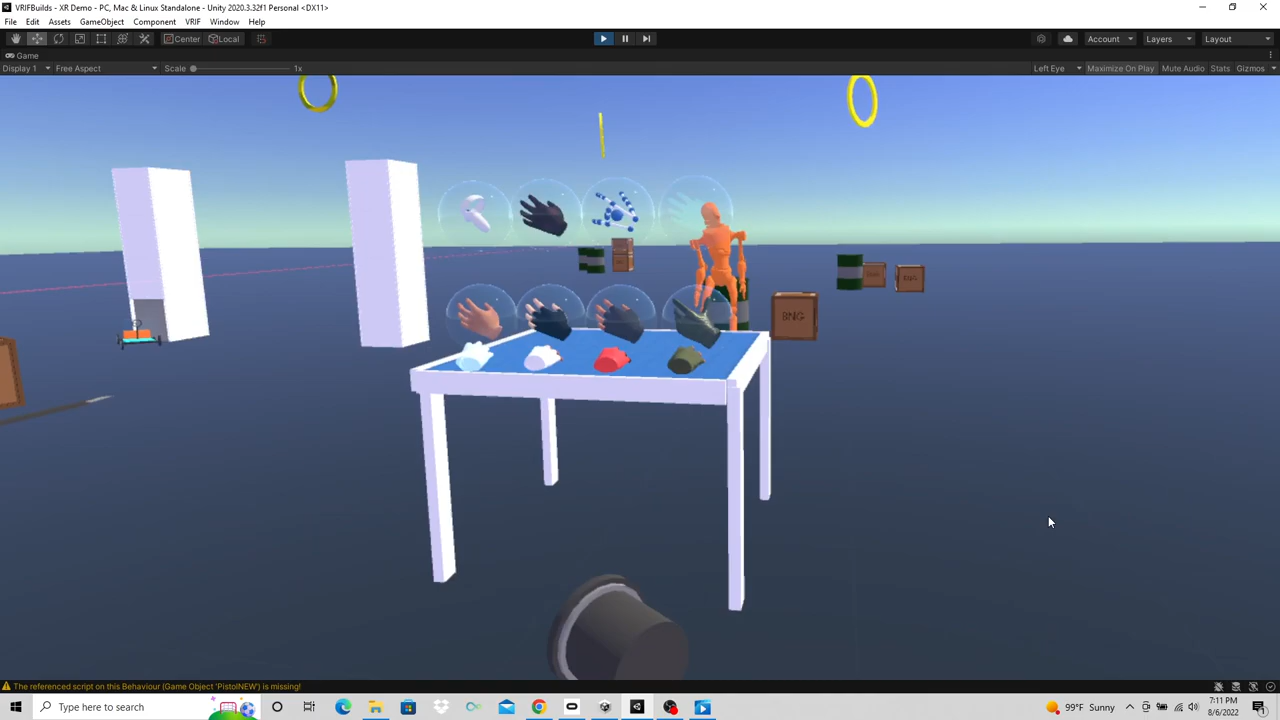 VRIFBuilds - XR Demo - PC, Mac & Linux Standalone - Unity 2020.3.32f1 Personal <DX11>
File Edit Assets GameObject Component VRIF Window Help
Center Local Account Layers Layout
Game
Display 1 Free Aspect Scale 1x Left Eye Maximize On Play Mute Audio Stats Gizmos
BNG
The referenced script on this Behaviour (Game Object 'PistolNEW') is missing!
Type here to search
99°F Sunny
7:11 PM
8/6/2022